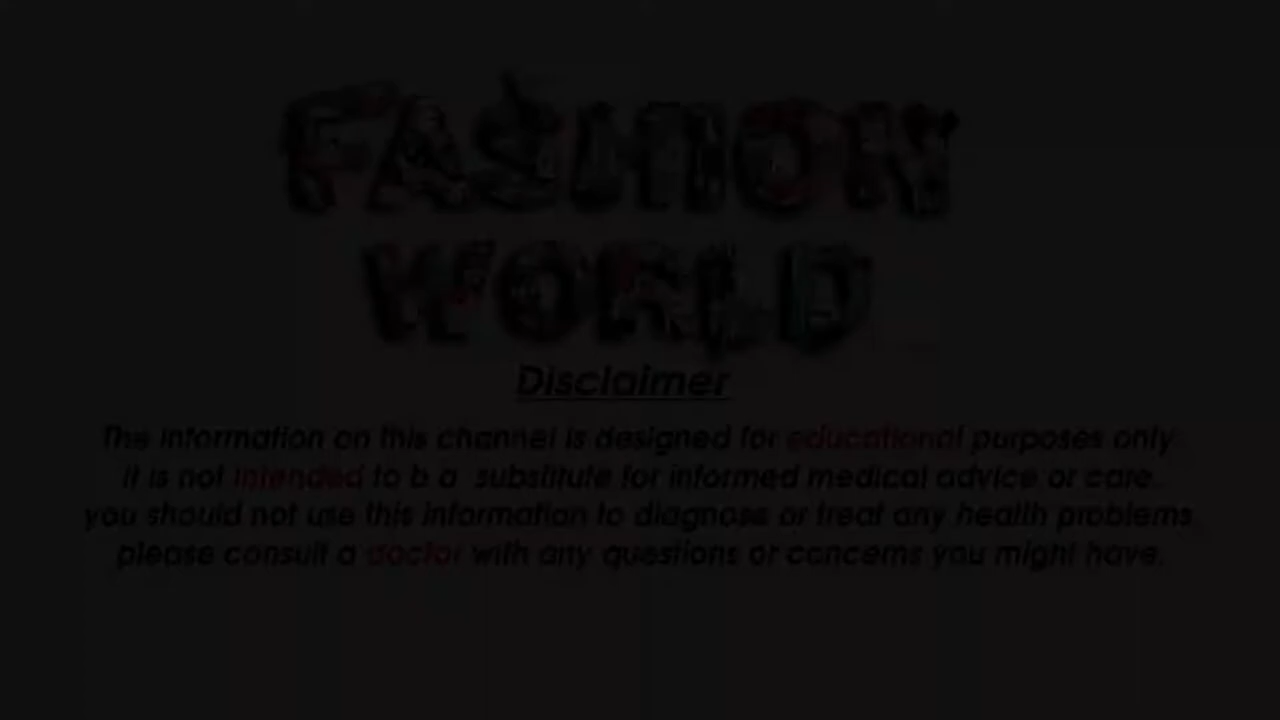 FASHION
WORLD
Disclaimer
The information on this channel is designed for educational purposes only.
it is not intended to b a substitute for informed medical advice or care.
you should not use this information to diagnose or treat any health problems.
please consult a doctor with any questions or concerns you might have.